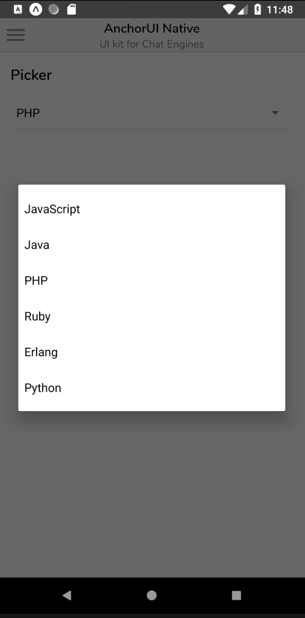 11:48
AnchorUI Native
UI kit for Chat Engines
Picker
PHP
JavaScript
Java
PHP
Ruby
Erlang
Python